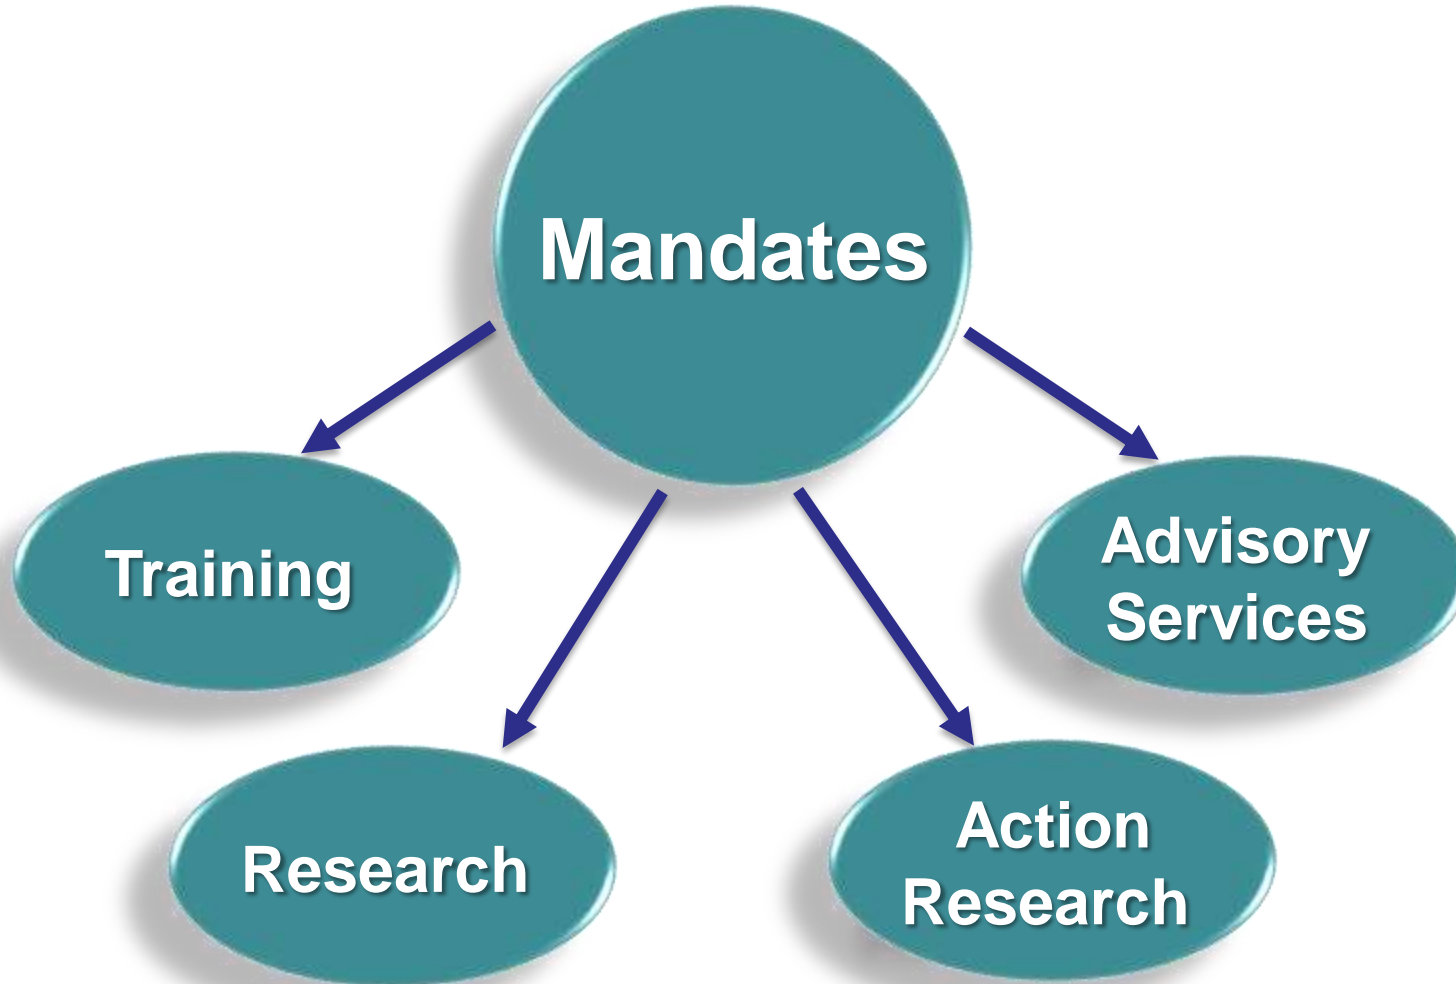 Mandates
Training
Advisory
Services
Research
Action
Research